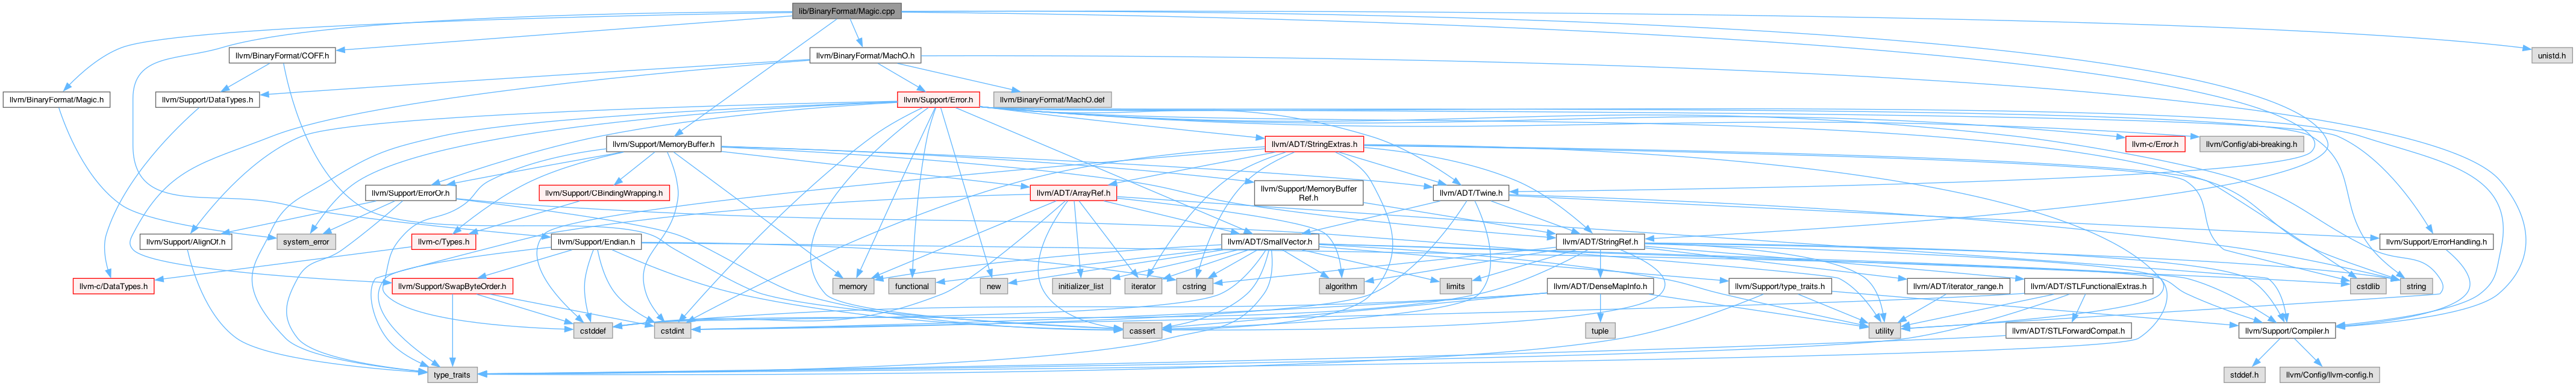 lib/BinaryFormat/Magic.cpp
unistd.h
llvm/BinaryFormat/COFF.h
llvm/BinaryFormat/MachO.h
llvm/BinaryFormat/Magic.h
llvm/Support/DataTypes.h
llvm/Support/Error.h
llvm/BinaryFormat/MachO.def
llvm/Support/MemoryBuffer.h
llvm/ADT/StringExtras.h
llvm-c/Error.h
llvm/Config/abi-breaking.h
llvm/Support/ErrorOr.h
llvm/Support/CBindingWrapping.h
llvm/ADT/ArrayRef.h
llvm/Support/MemoryBuffer
Ref.h
llvm/ADT/Twine.h
llvm/Support/AlignOf.h
system_error
llvm-c/Types.h
llvm/Support/Endian.h
llvm/ADT/SmallVector.h
llvm/ADT/StringRef.h
llvm/Support/ErrorHandling.h
llvm-c/DataTypes.h
llvm/Support/SwapByteOrder.h
memory
functional
new
initializer_list
iterator
cstring
algorithm
limits
llvm/ADT/DenseMapInfo.h
llvm/Support/type_traits.h
llvm/ADT/iterator_range.h
llvm/ADT/STLFunctionalExtras.h
cstdlib
string
cstddef
cstdint
cassert
tuple
utility
llvm/ADT/STLForwardCompat.h
llvm/Support/Compiler.h
type_traits
stddef.h
llvm/Config/llvm-config.h